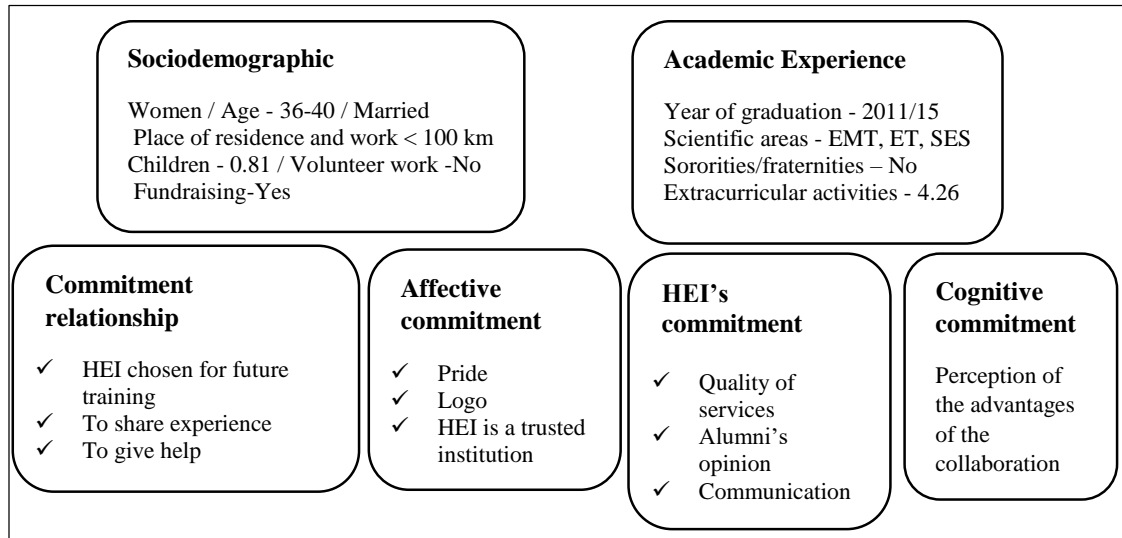 Sociodemographic
Women / Age - 36-40 / Married
Place of residence and work < 100 km
Children - 0.81 / Volunteer work -No
Fundraising-Yes
Academic Experience
Year of graduation - 2011/15
Scientific areas - EMT, ET, SES
Sororities/fraternities – No
Extracurricular activities - 4.26
Commitment
relationship
✓ HEI chosen for future
training
✓ To share experience
✓ To give help
Affective
commitment
✓ Pride
✓ Logo
✓ HEI is a trusted
institution
HEI’s
commitment
✓ Quality of
services
✓ Alumni’s
opinion
✓ Communication
Cognitive
commitment
Perception of
the advantages
of the
collaboration